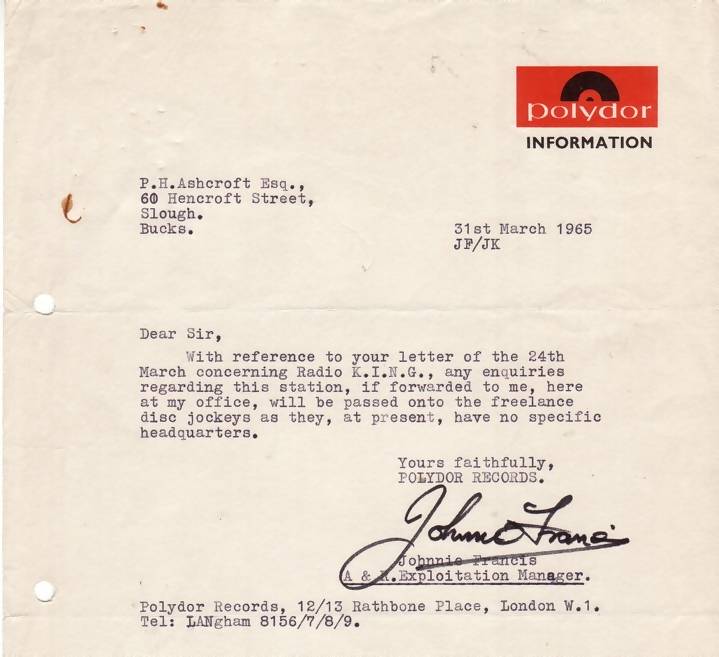 polydor
INFORMATION
P.H.Ashcroft Esq.,
60 Hencroft Street,
Slough.
Bucks.
31st March 1965
JF/JK
Dear Sir,
With reference to your letter of the 24th
March concerning Radio K.I.N.G., any enquiries
regarding this station, if forwarded to me, here
at my office, will be passed onto the freelance
disc jockeys as they, at present, have no specific
headquarters.
Yours faithfully,
POLYDOR RECORDS.
Johnnie Francis
Johnnie Francis
A & R.Exploitation Manager.
Polydor Records, 12/13 Rathbone Place, London W.1.
Tel: LANgham 8156/7/8/9.